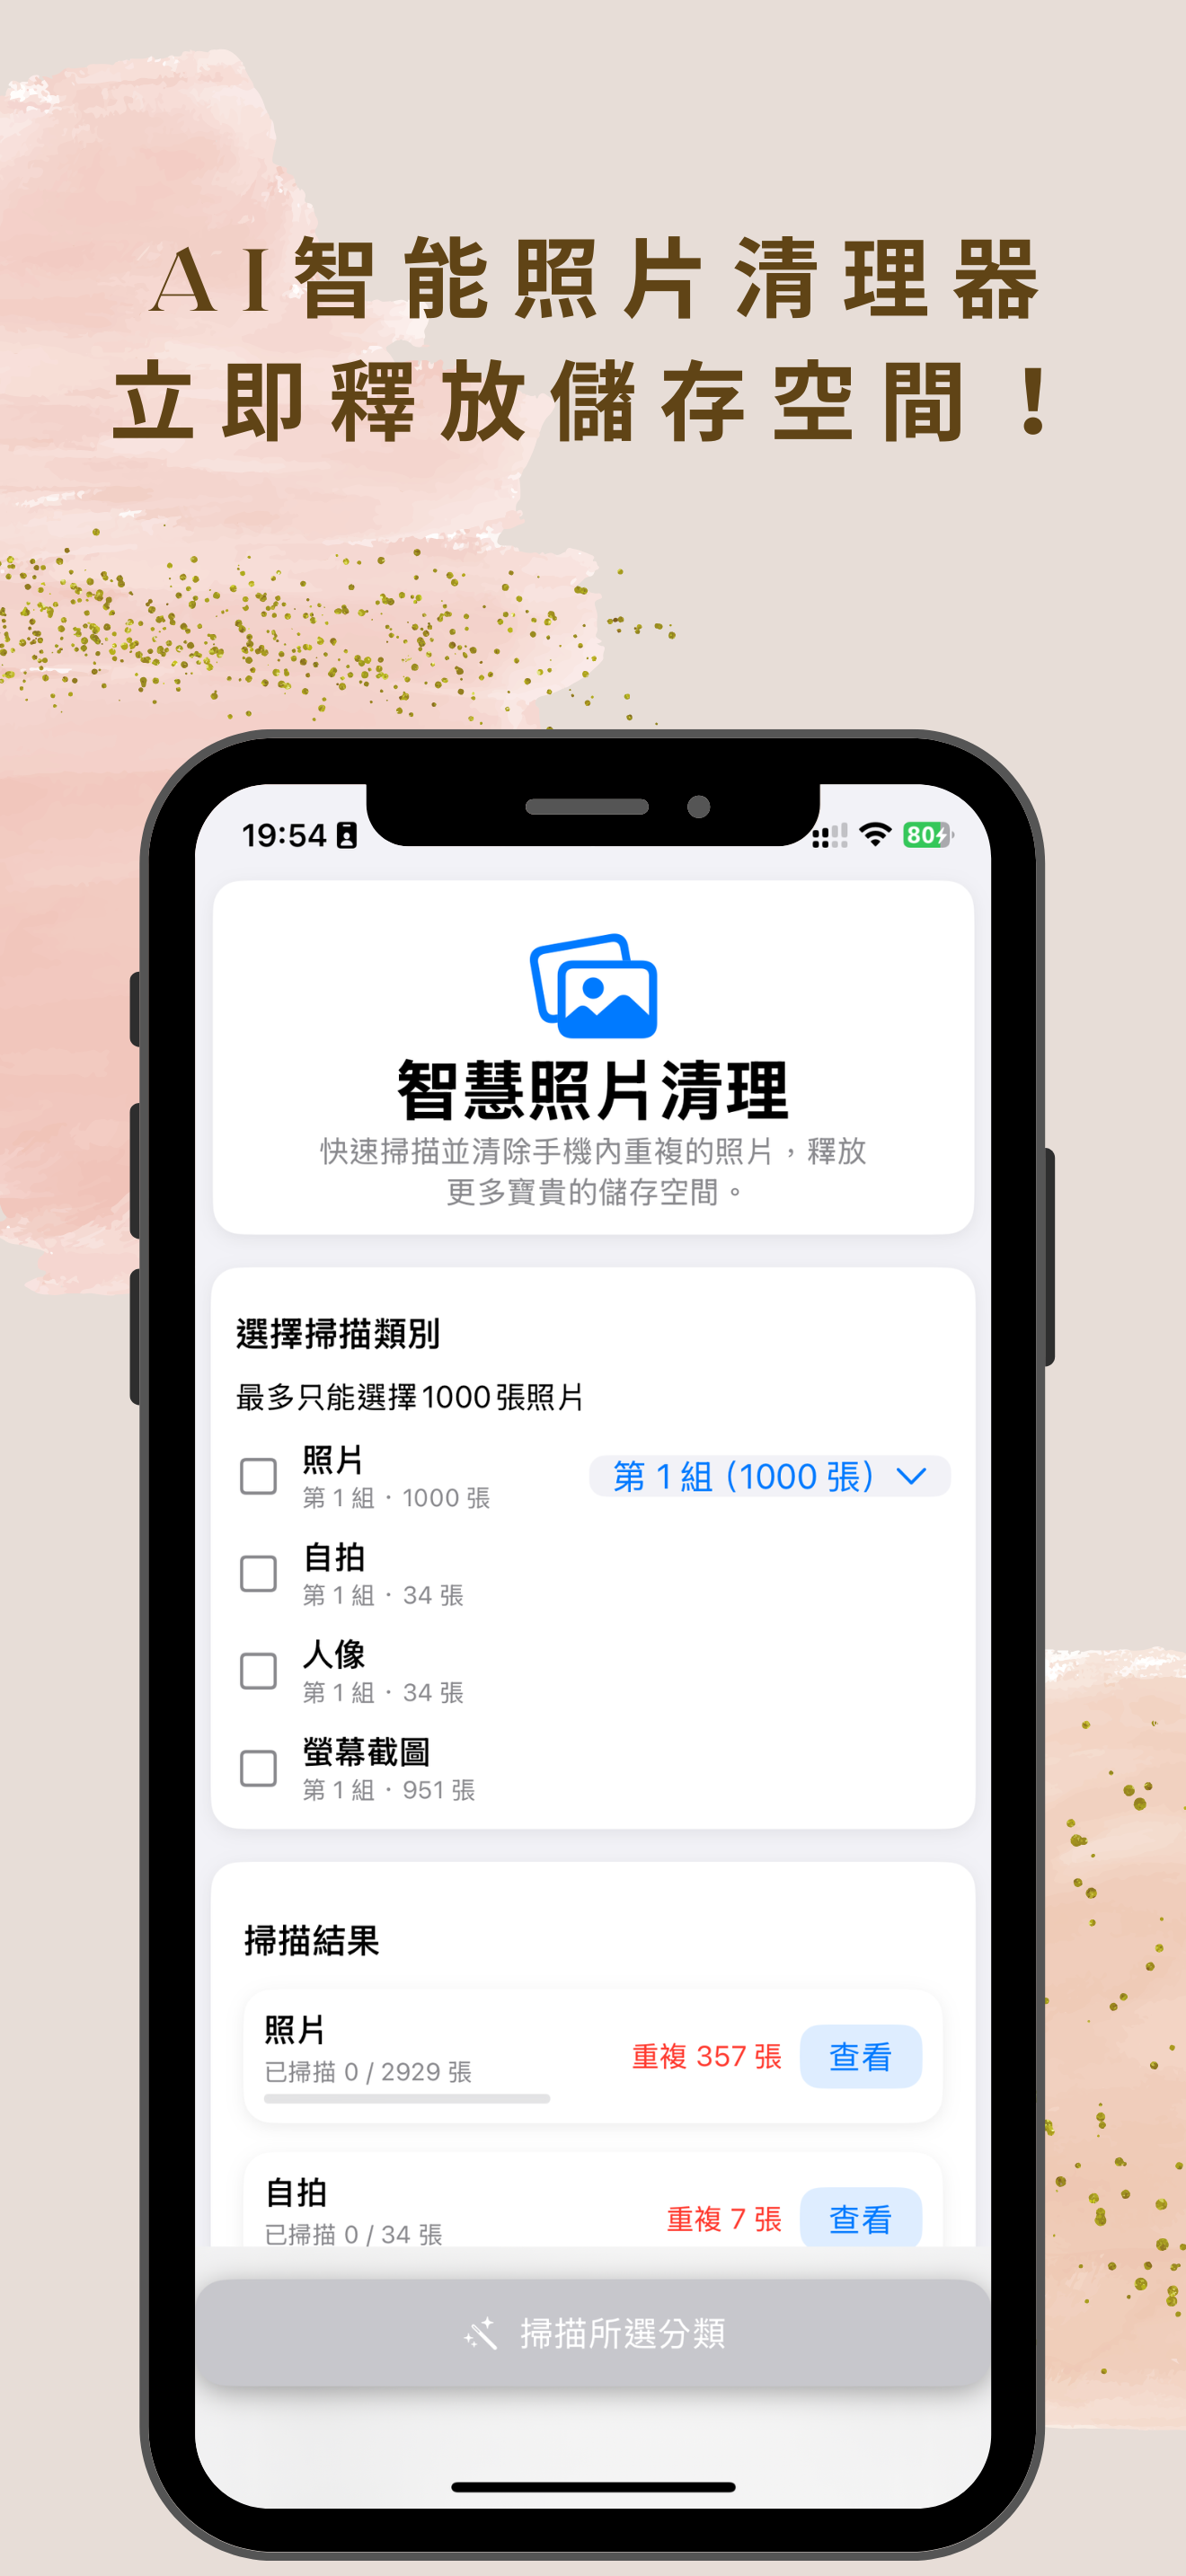 AI智能照片清理器
立即釋放儲存空間！
19:54
80
智慧照片清理
快速掃描並清除手機內重複的照片，釋放
更多寶貴的儲存空間。
選擇掃描類別
最多只能選擇1000張照片
照片
第 1 組 · 1000 張
第 1 組 (1000 張)
自拍
第 1 組 · 34 張
人像
第 1 組 · 34 張
螢幕截圖
第 1 組 · 951 張
掃描結果
照片
已掃描 0 / 2929 張
重複 357 張
查看
自拍
已掃描 0 / 34 張
重複 7 張
查看
掃描所選分類